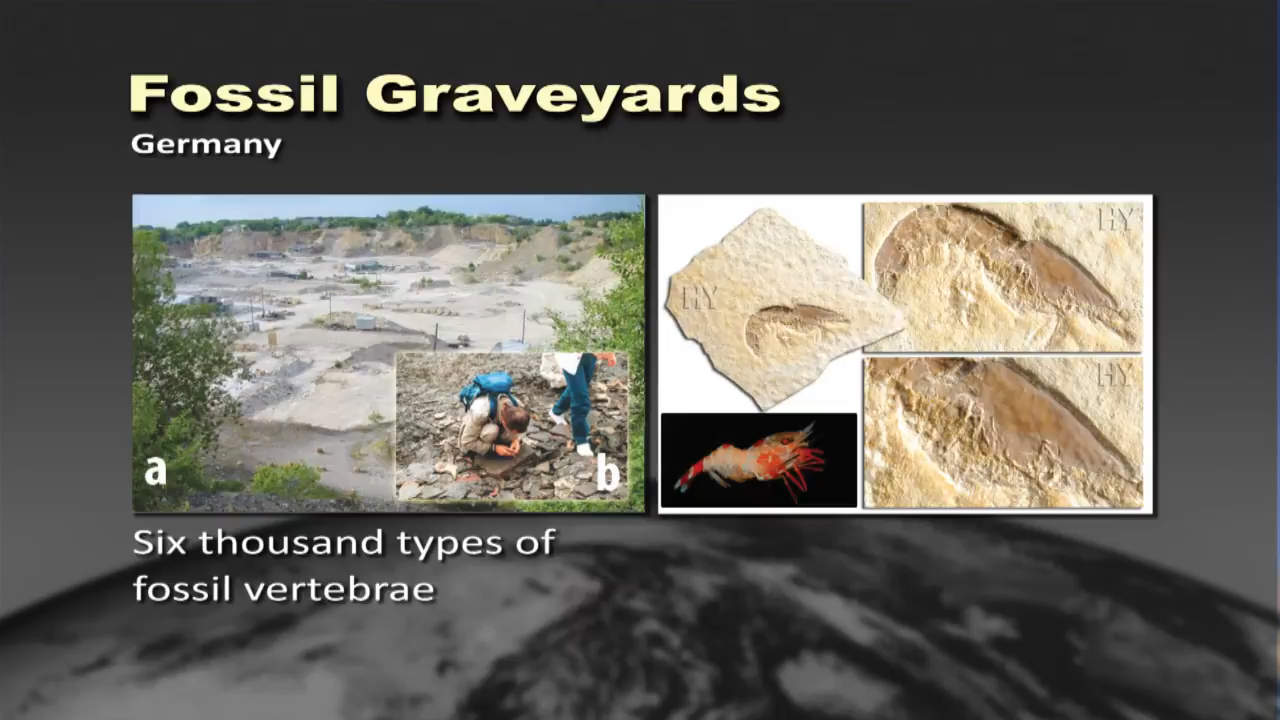 Fossil Graveyards
Germany
HY
HY
HY
a
b
Six thousand types of
fossil vertebrae